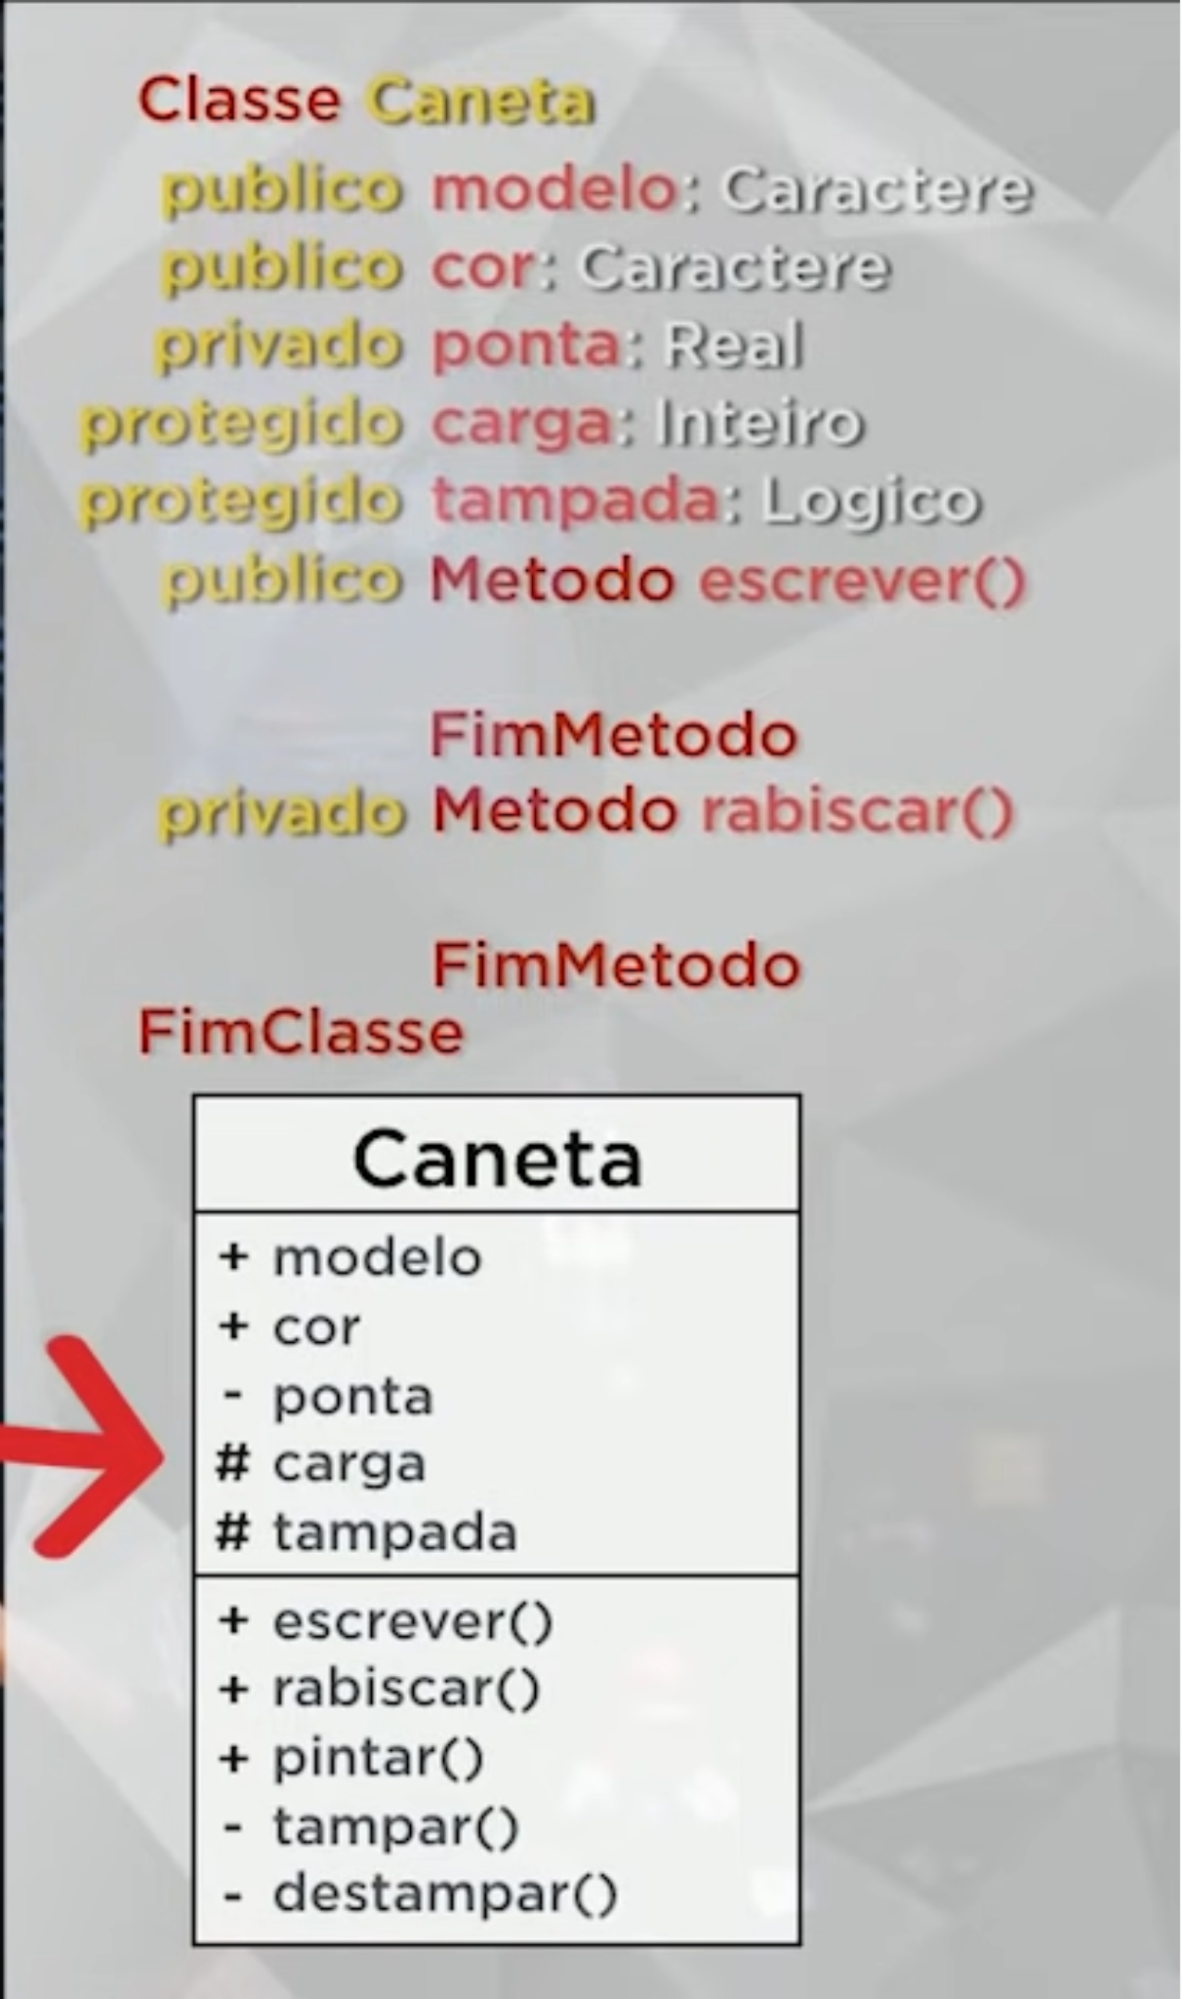 Classe Caneta
publico modelo: Caractere
publico cor: Caractere
privado ponta: Real
protegido carga: Inteiro
protegido tampada: Logico
publico Metodo escrever()
FimMetodo
privado Metodo rabiscar()
FimMetodo
FimClasse
Caneta
+ modelo
+ cor
- ponta
# carga
# tampada
+ escrever()
+ rabiscar()
+ pintar()
- tampar()
- destampar()